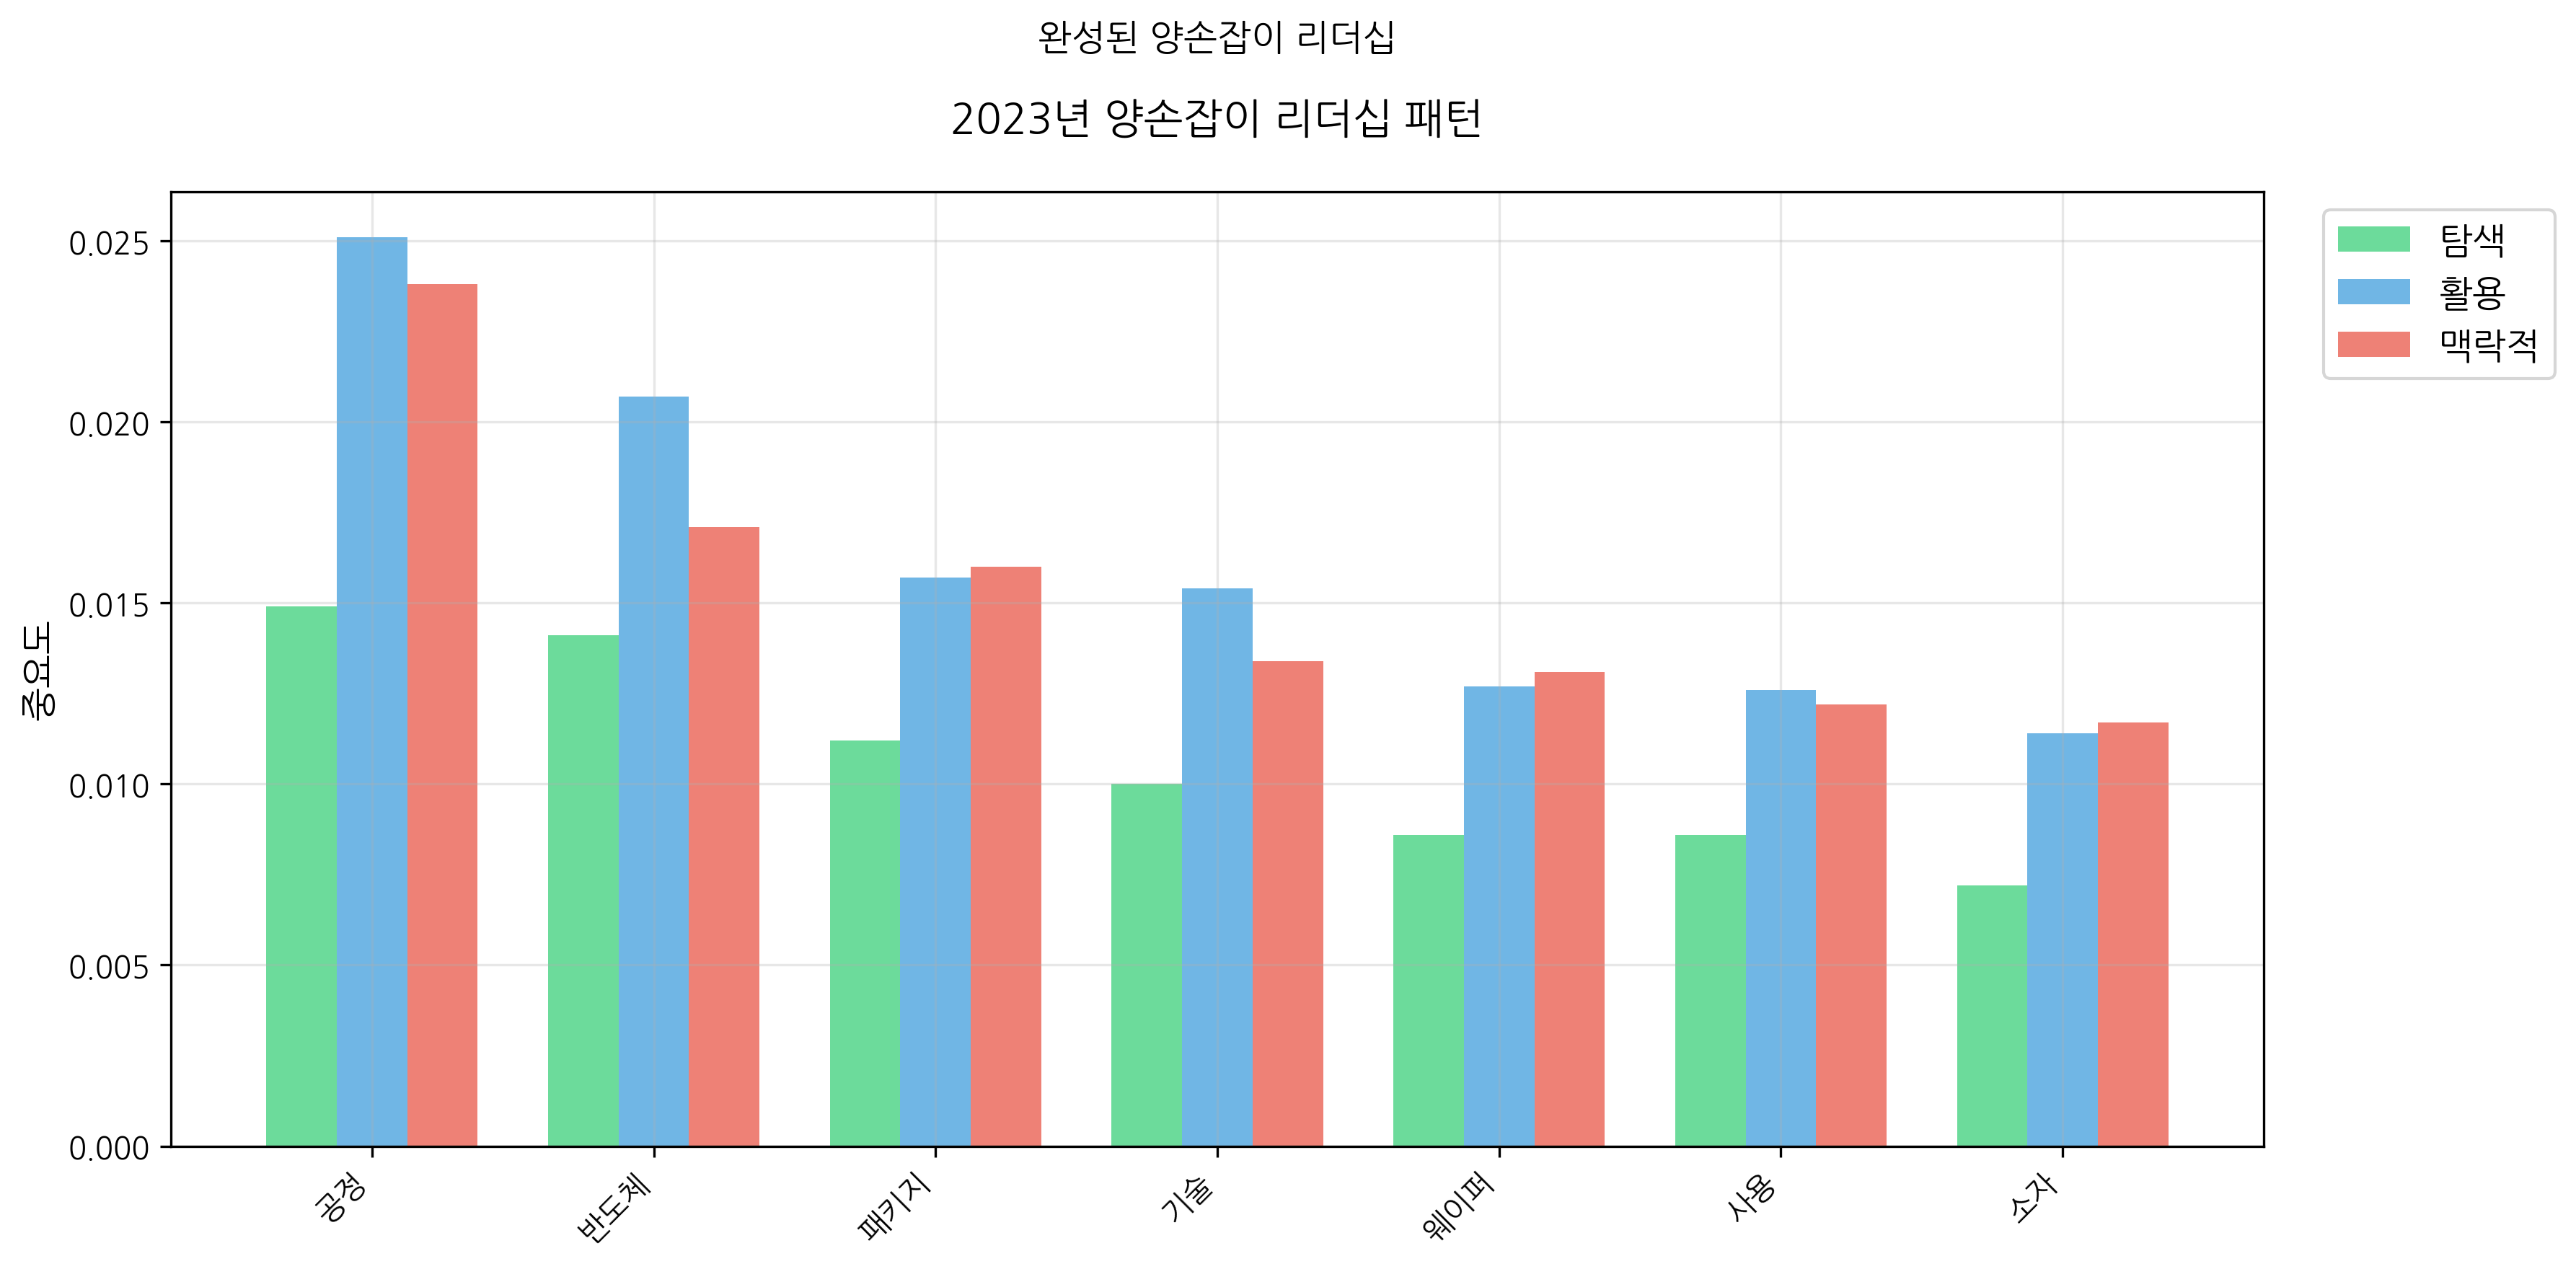 완성된 양손잡이 리더십
2023년 양손잡이 리더십 패턴
탐색
활용
맥락적
중요도
0.025
0.020
0.015
0.010
0.005
0.000
공정
반도체
패키지
기술
웨이퍼
사용
소자